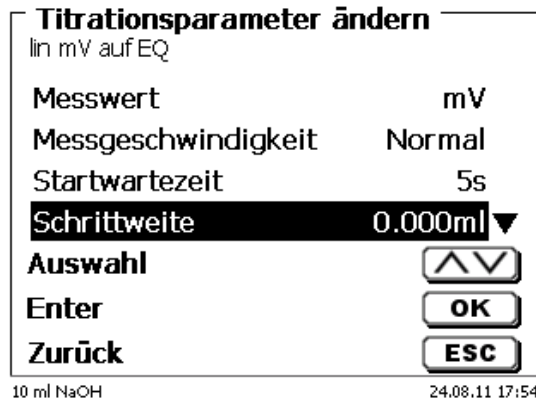 Titrationsparameter ändern
lin mV auf EQ
Messwert mV
Messgeschwindigkeit Normal
Startwartezeit 5s
Schrittweite 0.000ml
Auswahl
Enter OK
Zurück ESC
10 ml NaOH 24.08.11 17:54